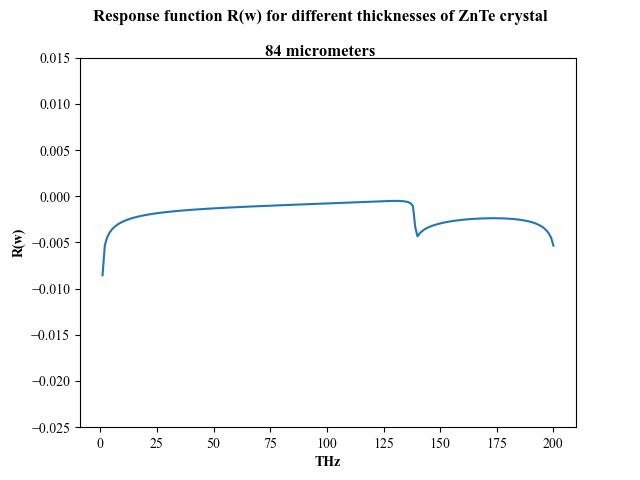 Response function R(w) for different thicknesses of ZnTe crystal
84 micrometers
0.015
0.010
0.005
0.000
−0.005
−0.010
−0.015
−0.020
−0.025
R(w)
0 25 50 75 100 125 150 175 200
THz